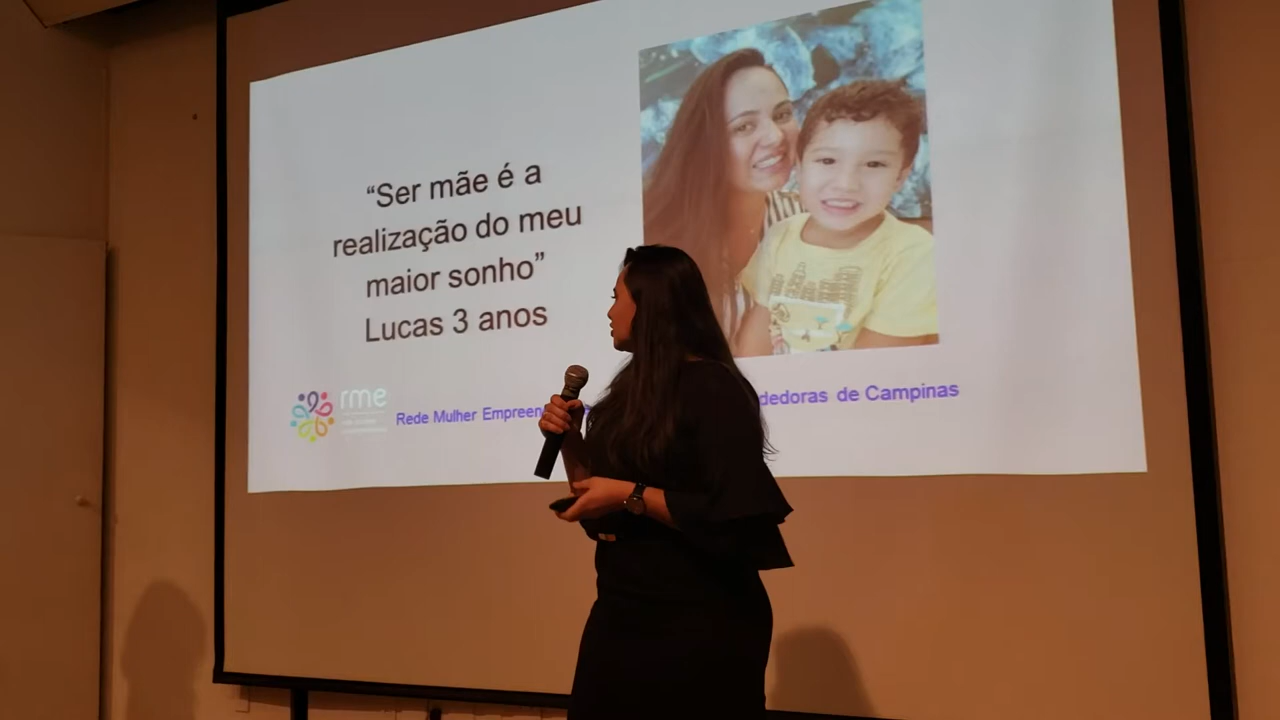 “Ser mãe é a
realização do meu
maior sonho”
Lucas 3 anos
rme
Rede Mulher Empreen dedoras de Campinas